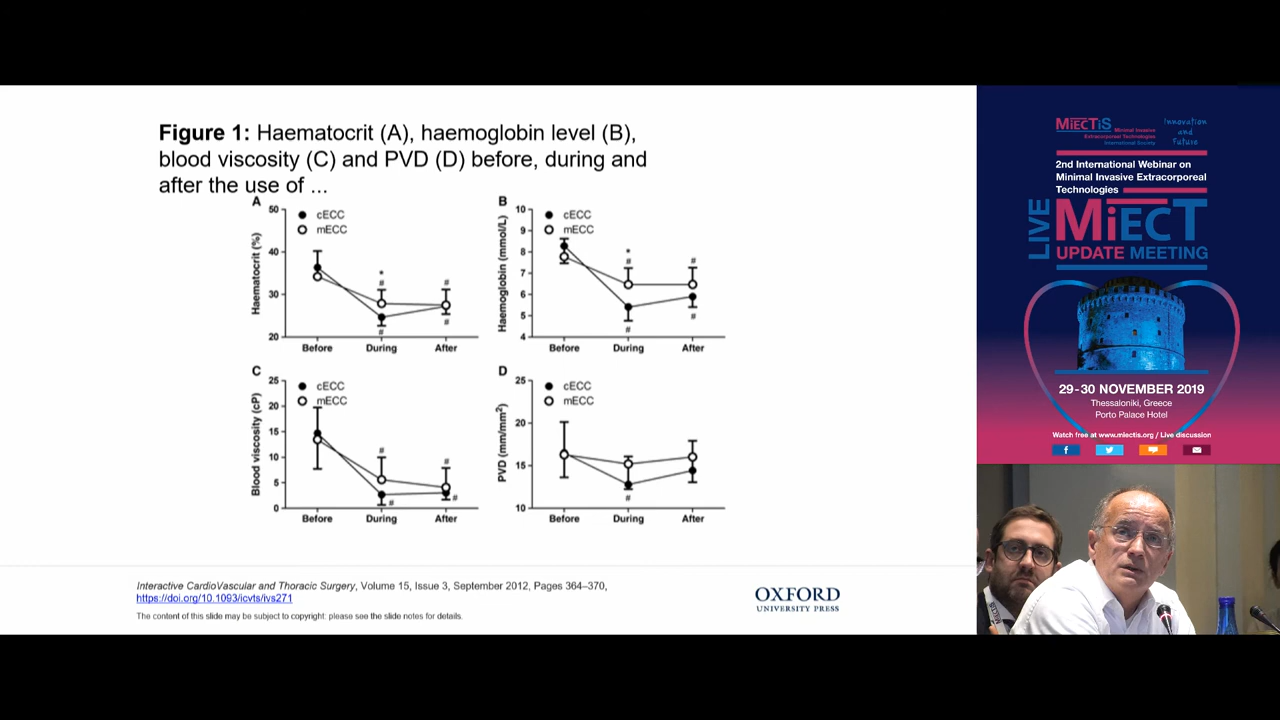 Figure 1: Haematocrit (A), haemoglobin level (B),
blood viscosity (C) and PVD (D) before, during and
after the use of ...
A
50
40
30
20
Haematocrit (%)
cECC
mECC
*
#
#
#
#
Before During After
B
10
9
8
7
6
5
4
Haemoglobin (mmol/L)
cECC
mECC
*
#
#
#
#
Before During After
C
25
20
15
10
5
0
Blood viscosity (cP)
cECC
mECC
#
#
#
#
Before During After
D
25
20
15
10
PVD (mm/mm²)
cECC
mECC
#
Before During After
Interactive CardioVascular and Thoracic Surgery, Volume 15, Issue 3, September 2012, Pages 364–370,
https://doi.org/10.1093/icvts/ivs271
The content of this slide may be subject to copyright: please see the slide notes for details.
OXFORD
UNIVERSITY PRESS
MiECTiS
Minimal Invasive
Extracorporeal Technologies
International Society
Innovation
and
Future
2nd International Webinar on
Minimal Invasive Extracorporeal
Technologies
LIVE
MiECT
UPDATE MEETING
29-30 NOVEMBER 2019
Thessaloniki, Greece
Porto Palace Hotel
Watch free at www.miectis.org / Live discussion